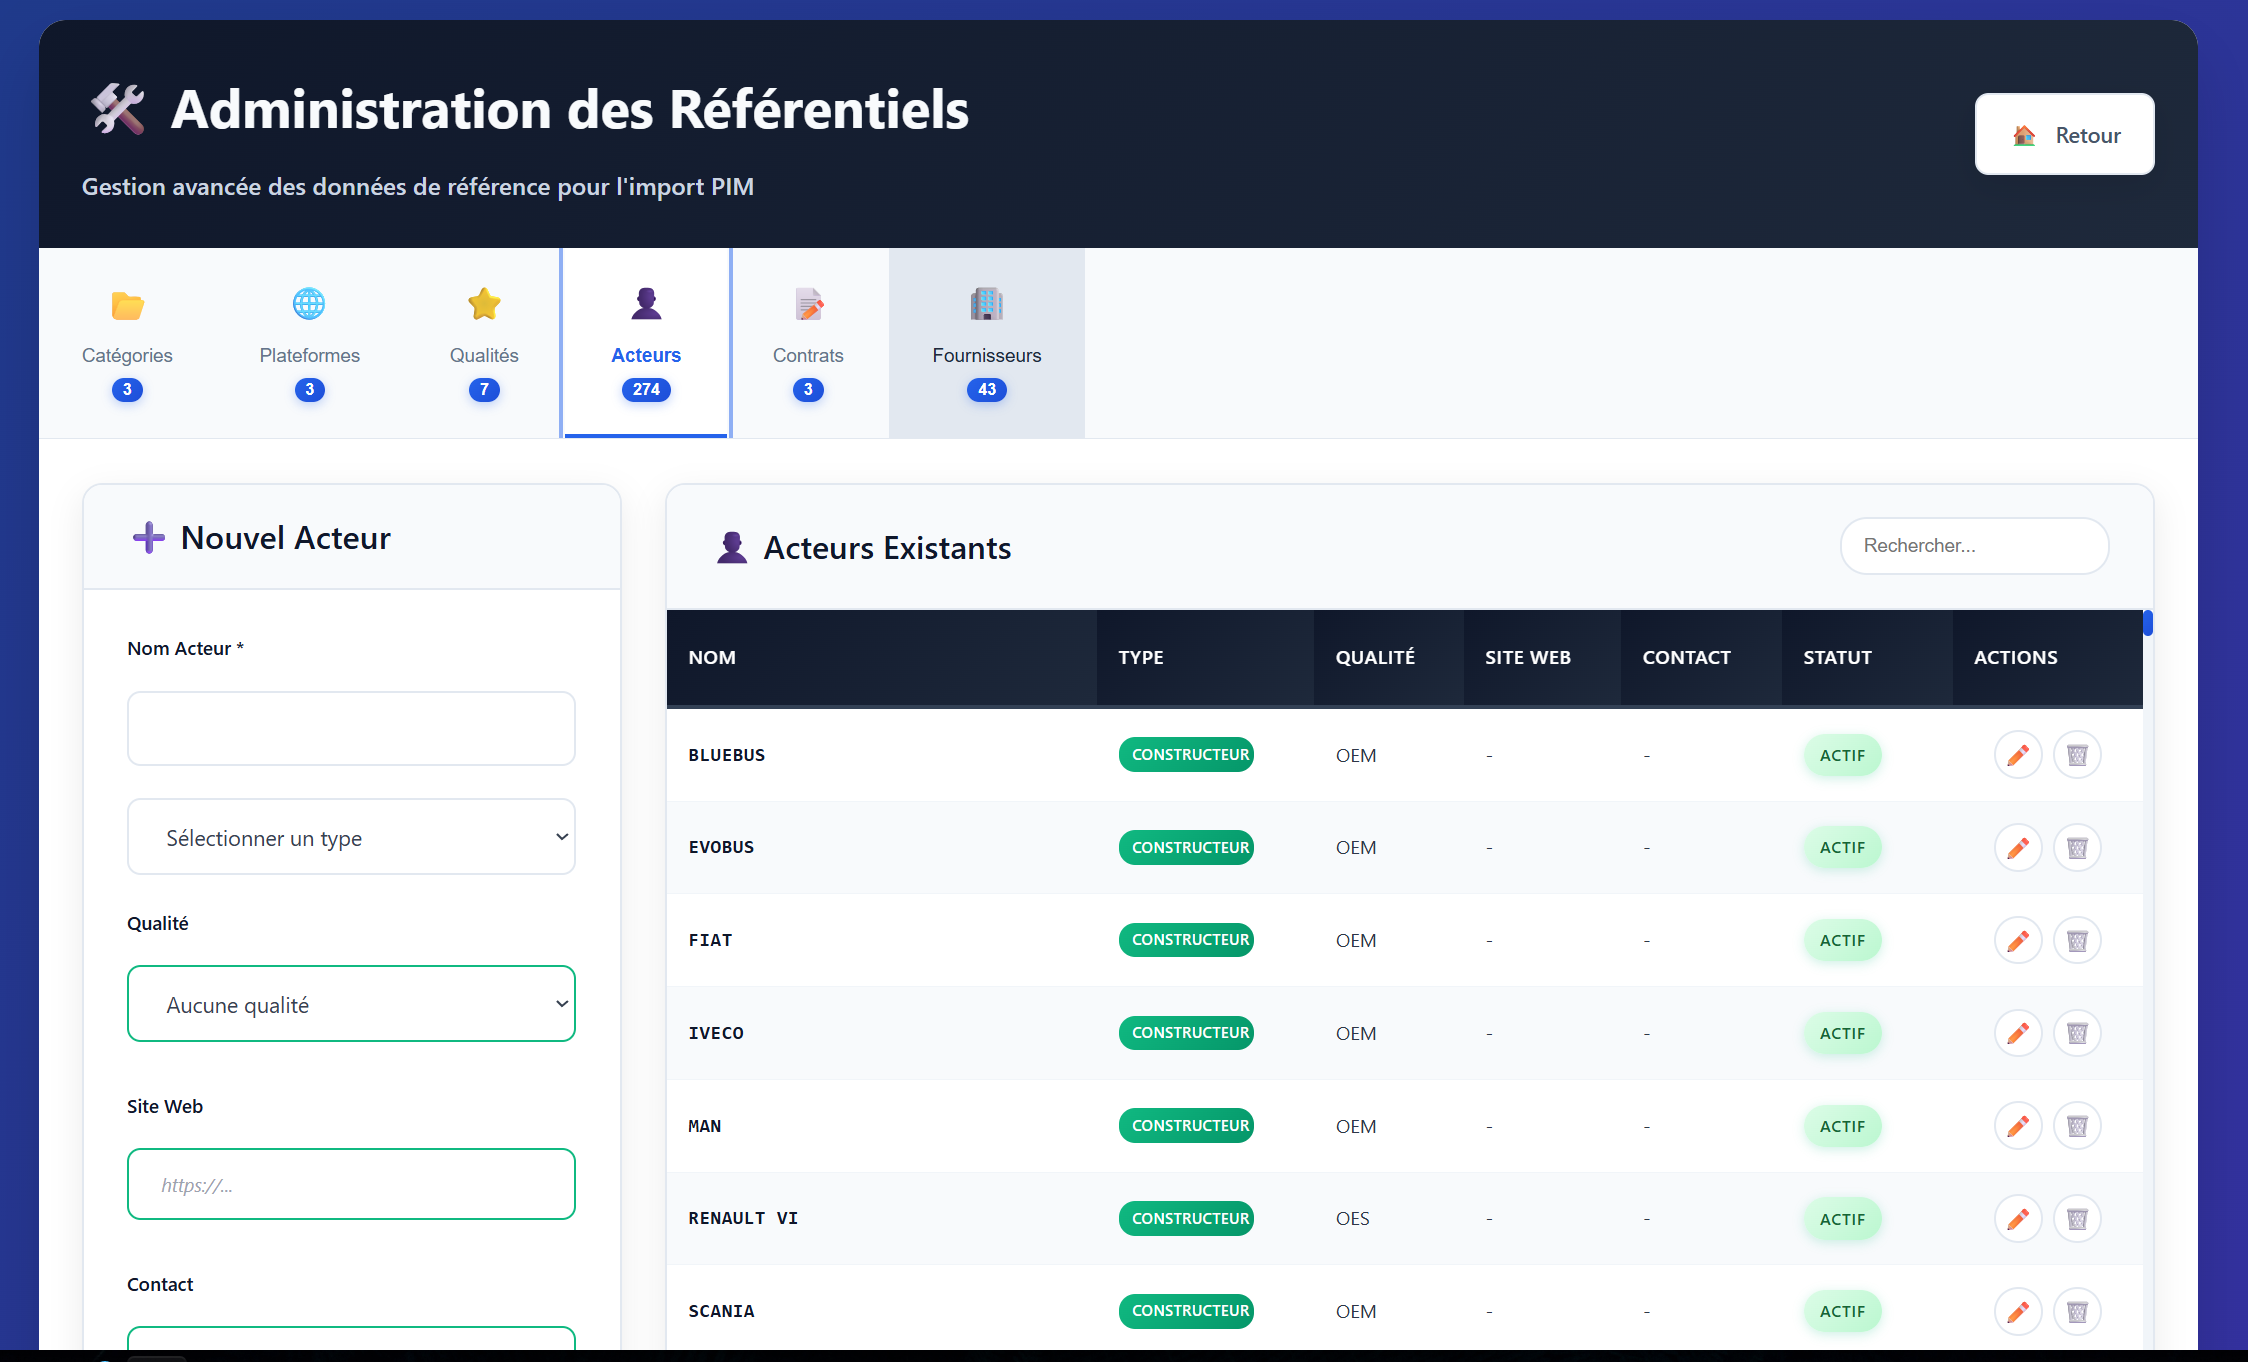 Administration des Référentiels
Gestion avancée des données de référence pour l'import PIM
Retour
Catégories
3
Plateformes
3
Qualités
7
Acteurs
274
Contrats
3
Fournisseurs
43
Nouvel Acteur
Nom Acteur *
Sélectionner un type
Qualité
Aucune qualité
Site Web
https://...
Contact
Acteurs Existants
Rechercher...
NOM TYPE QUALITÉ SITE WEB CONTACT STATUT ACTIONS
BLUEBUS CONSTRUCTEUR OEM - - ACTIF
EVOBUS CONSTRUCTEUR OEM - - ACTIF
FIAT CONSTRUCTEUR OEM - - ACTIF
IVECO CONSTRUCTEUR OEM - - ACTIF
MAN CONSTRUCTEUR OEM - - ACTIF
RENAULT VI CONSTRUCTEUR OES - - ACTIF
SCANIA CONSTRUCTEUR OEM - - ACTIF